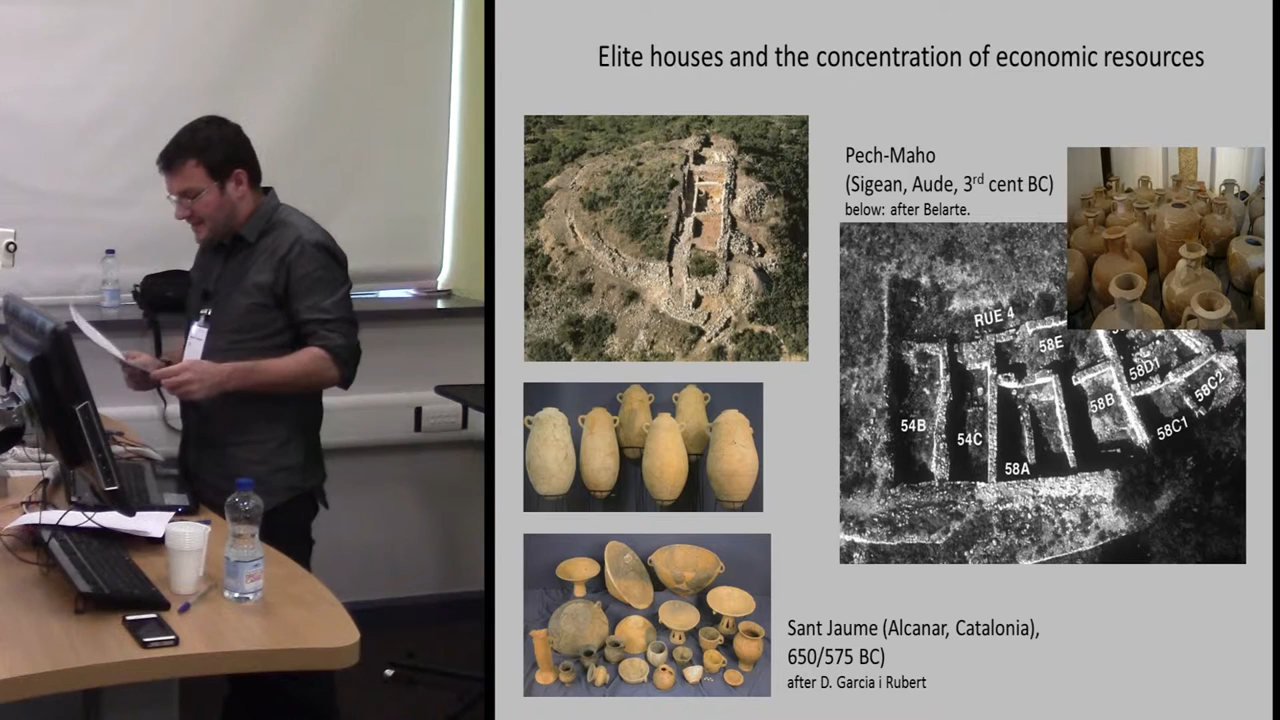 Elite houses and the concentration of economic resources
Pech-Maho
(Sigean, Aude, 3rd cent BC)
below: after Belarte.
RUE 4
58E
58D1
58C2
58B
58C1
54B
54C
58A
Sant Jaume (Alcanar, Catalonia),
650/575 BC)
after D. Garcia i Rubert